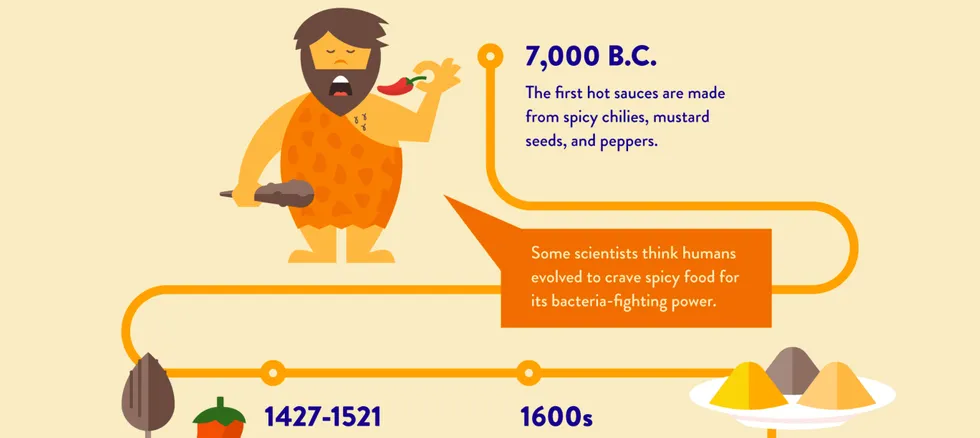 7,000 B.C.
The first hot sauces are made
from spicy chilies, mustard
seeds, and peppers.
Some scientists think humans
evolved to crave spicy food for
its bacteria-fighting power.
1427-1521
1600s